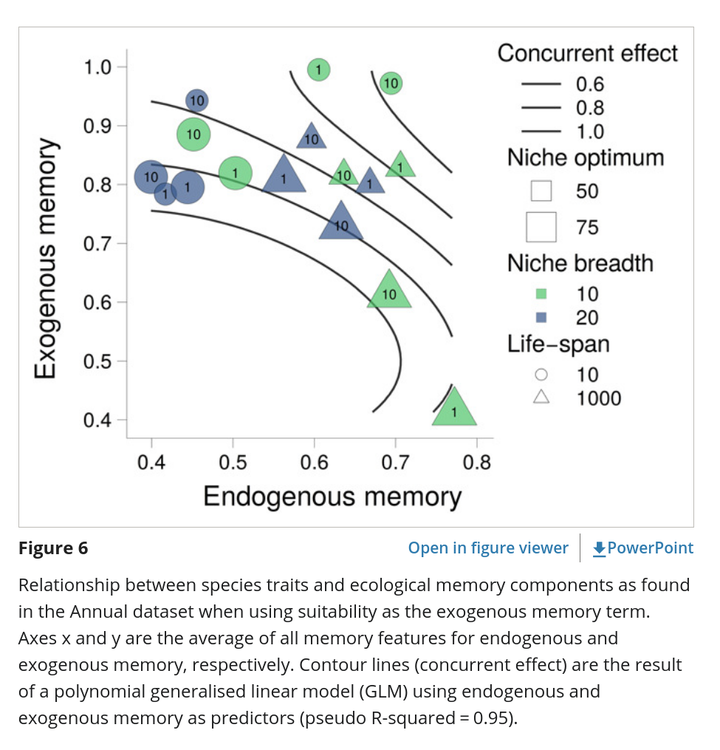 Concurrent effect
0.6
0.8
1.0
Niche optimum
50
75
Niche breadth
10
20
Life-span
10
1000
Exogenous memory
1.0
0.9
0.8
0.7
0.6
0.5
0.4
1
10
10
10
10
1
10
1
10
1
1
10
1
1
10
10
1
0.4
0.5
0.6
0.7
0.8
Endogenous memory
Figure 6
Open in figure viewer
PowerPoint
Relationship between species traits and ecological memory components as found
in the Annual dataset when using suitability as the exogenous memory term.
Axes x and y are the average of all memory features for endogenous and
exogenous memory, respectively. Contour lines (concurrent effect) are the result
of a polynomial generalised linear model (GLM) using endogenous and
exogenous memory as predictors (pseudo R-squared = 0.95).